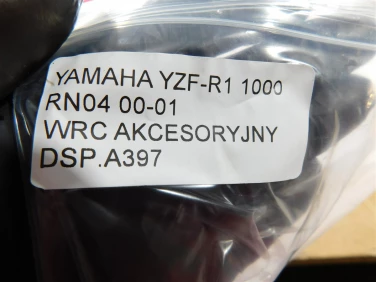 YAMAHA YZF-R1 1000
RN04 00-01
WRC AKCESORYJNY
DSP.A397